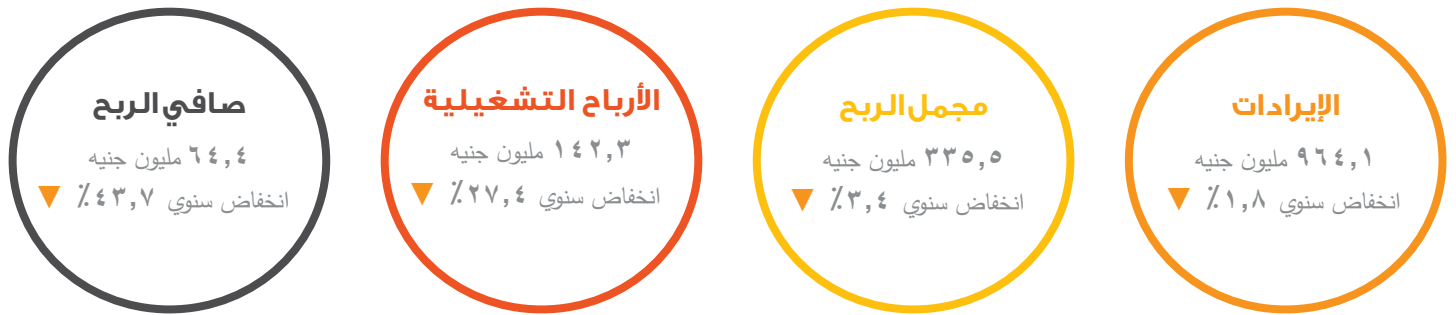 الإيرادات
٩٦٤,١ مليون جنيه
انخفاض سنوي ١,٨٪
مجمل الربح
٣٣٥,٥ مليون جنيه
انخفاض سنوي ٣,٤٪
الأرباح التشغيلية
١٤٢,٣ مليون جنيه
انخفاض سنوي ٢٧,٤٪
صافي الربح
٦٤,٤ مليون جنيه
انخفاض سنوي ٤٣,٧٪